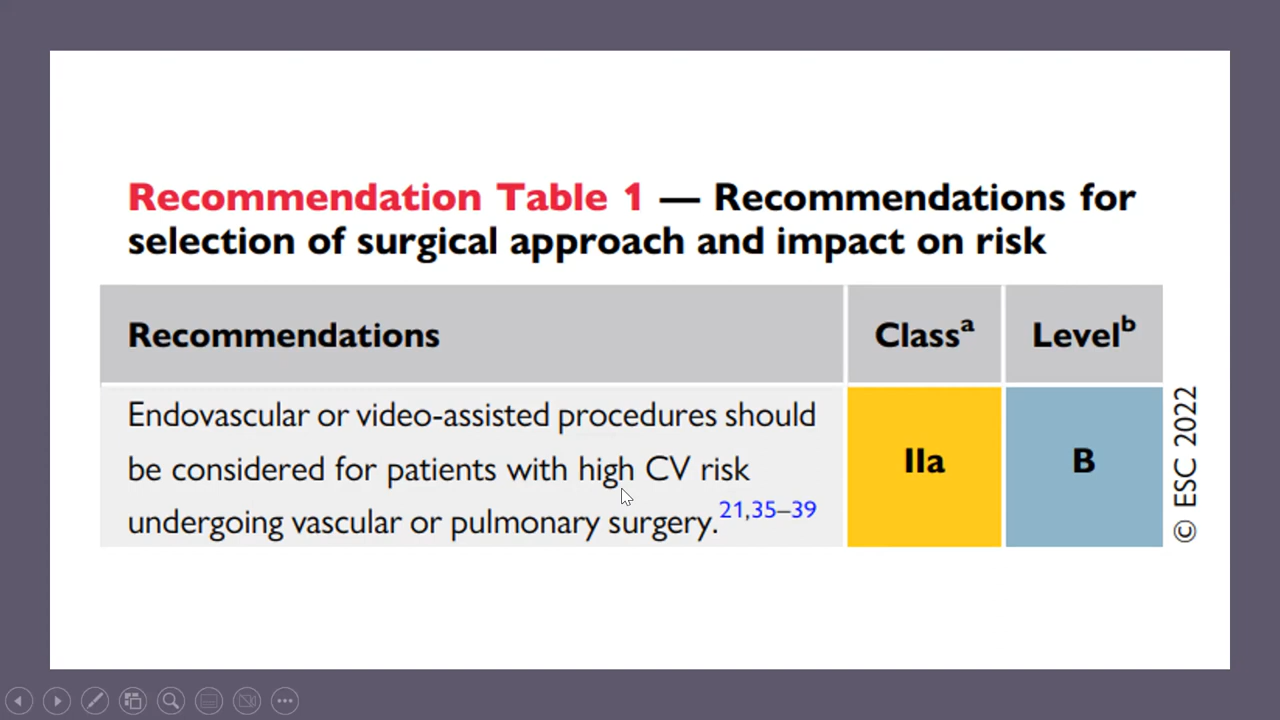 Recommendation Table 1 — Recommendations for
selection of surgical approach and impact on risk
Recommendations
Classᵃ
Levelᵇ
Endovascular or video-assisted procedures should
be considered for patients with high CV risk
undergoing vascular or pulmonary surgery.²¹,³⁵–³⁹
IIa
B
© ESC 2022